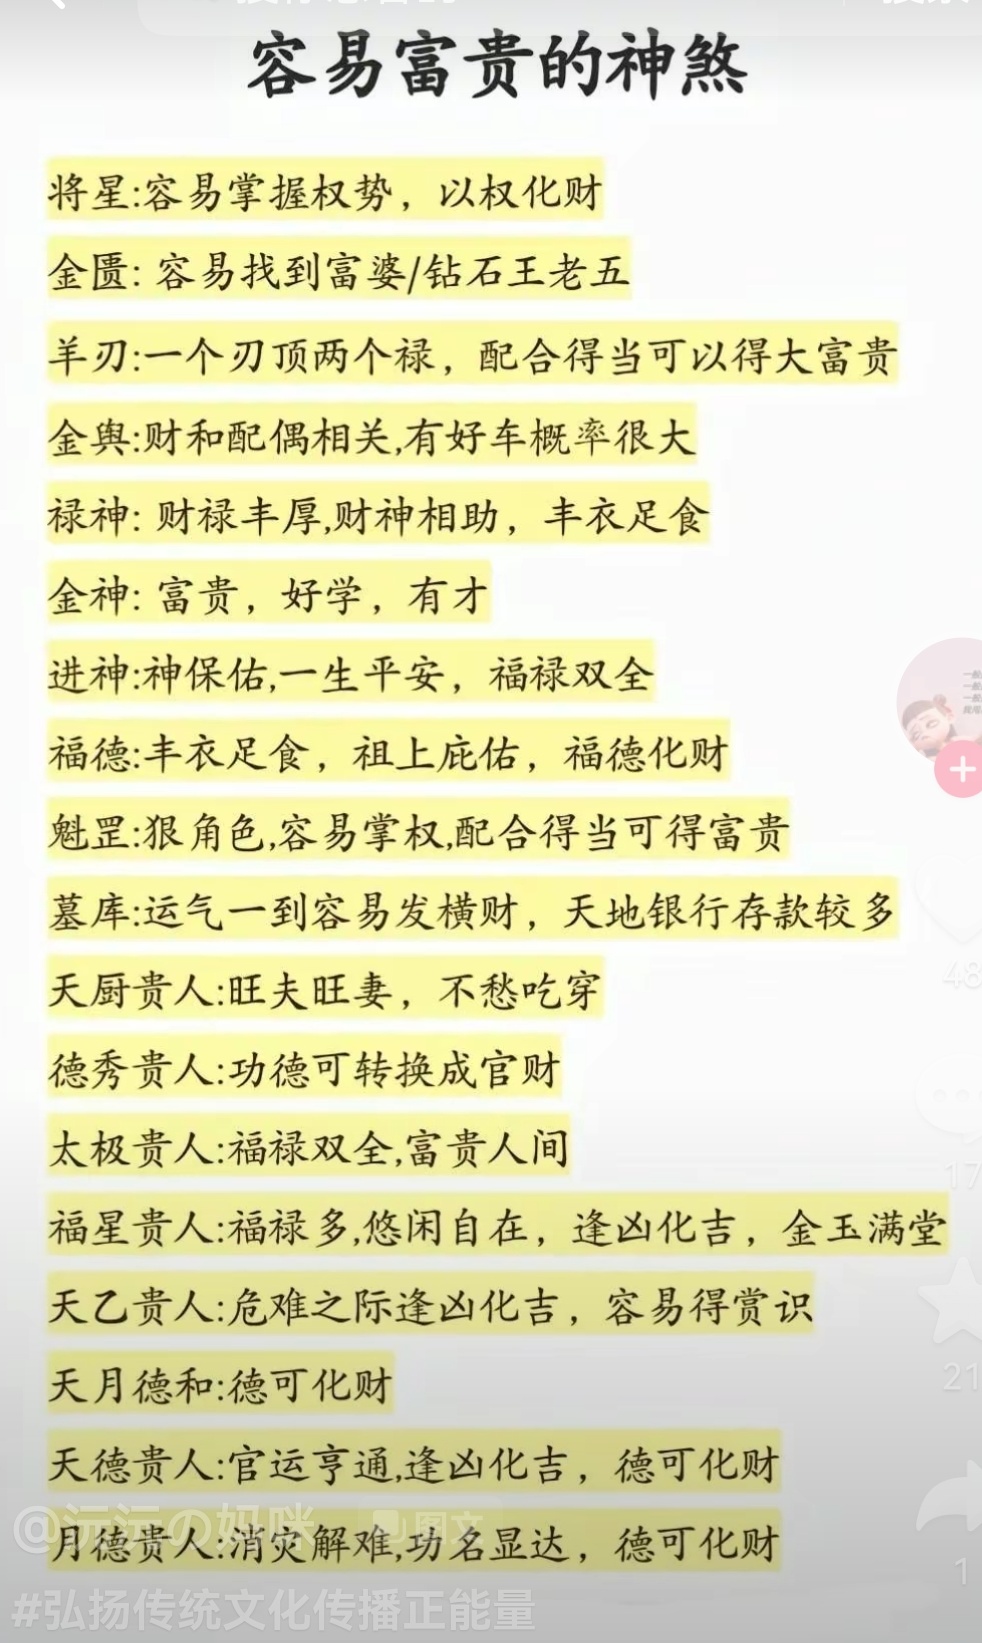 容易富贵的神煞
将星:容易掌握权势，以权化财
金匮: 容易找到富婆/钻石王老五
羊刃:一个刃顶两个禄，配合得当可以得大富贵
金舆:财和配偶相关,有好车概率很大
禄神: 财禄丰厚,财神相助，丰衣足食
金神: 富贵，好学，有才
进神:神保佑,一生平安，福禄双全
福德:丰衣足食，祖上庇佑，福德化财
魁罡:狠角色,容易掌权,配合得当可得富贵
墓库:运气一到容易发横财，天地银行存款较多
天厨贵人:旺夫旺妻，不愁吃穿
德秀贵人:功德可转换成官财
太极贵人:福禄双全,富贵人间
福星贵人:福禄多,悠闲自在，逢凶化吉，金玉满堂
天乙贵人:危难之际逢凶化吉，容易得赏识
天月德和:德可化财
天德贵人:官运亨通,逢凶化吉，德可化财
月德贵人:消灾解难,功名显达，德可化财
@沅沅の妈咪 图文
#弘扬传统文化传播正能量
48
17
21
1